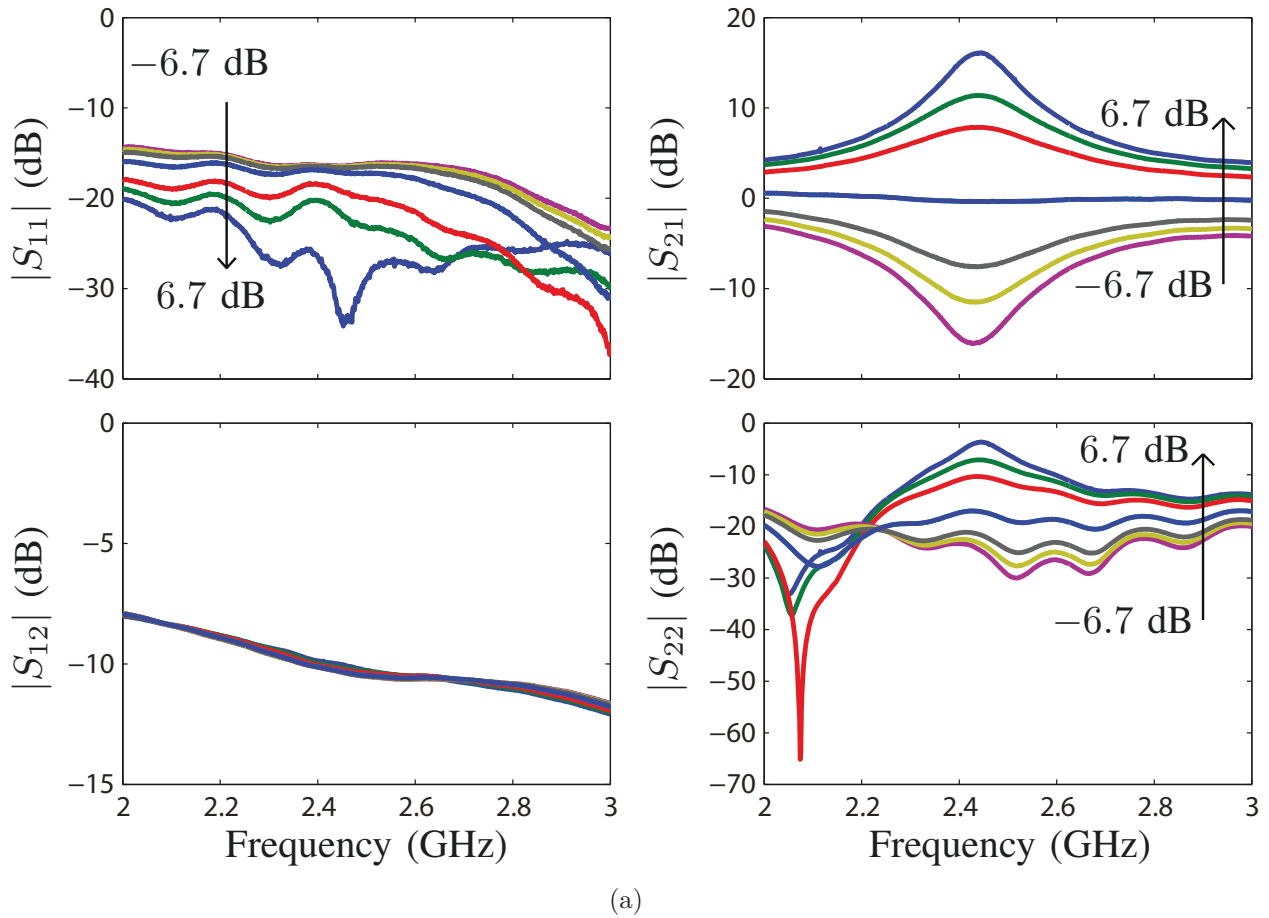 |S11| (dB)
0
−10
−20
−30
−40
−6.7 dB
6.7 dB
|S21| (dB)
20
10
0
−10
−20
6.7 dB
−6.7 dB
|S12| (dB)
0
−5
−10
−15
2 2.2 2.4 2.6 2.8 3
Frequency (GHz)
|S22| (dB)
0
−10
−20
−30
−40
−50
−60
−70
6.7 dB
−6.7 dB
2 2.2 2.4 2.6 2.8 3
Frequency (GHz)
(a)